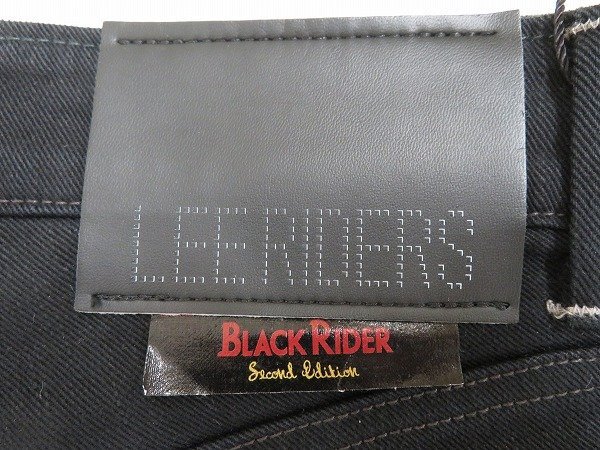 LEE RIDERS
BLACK RIDER
Second Edition